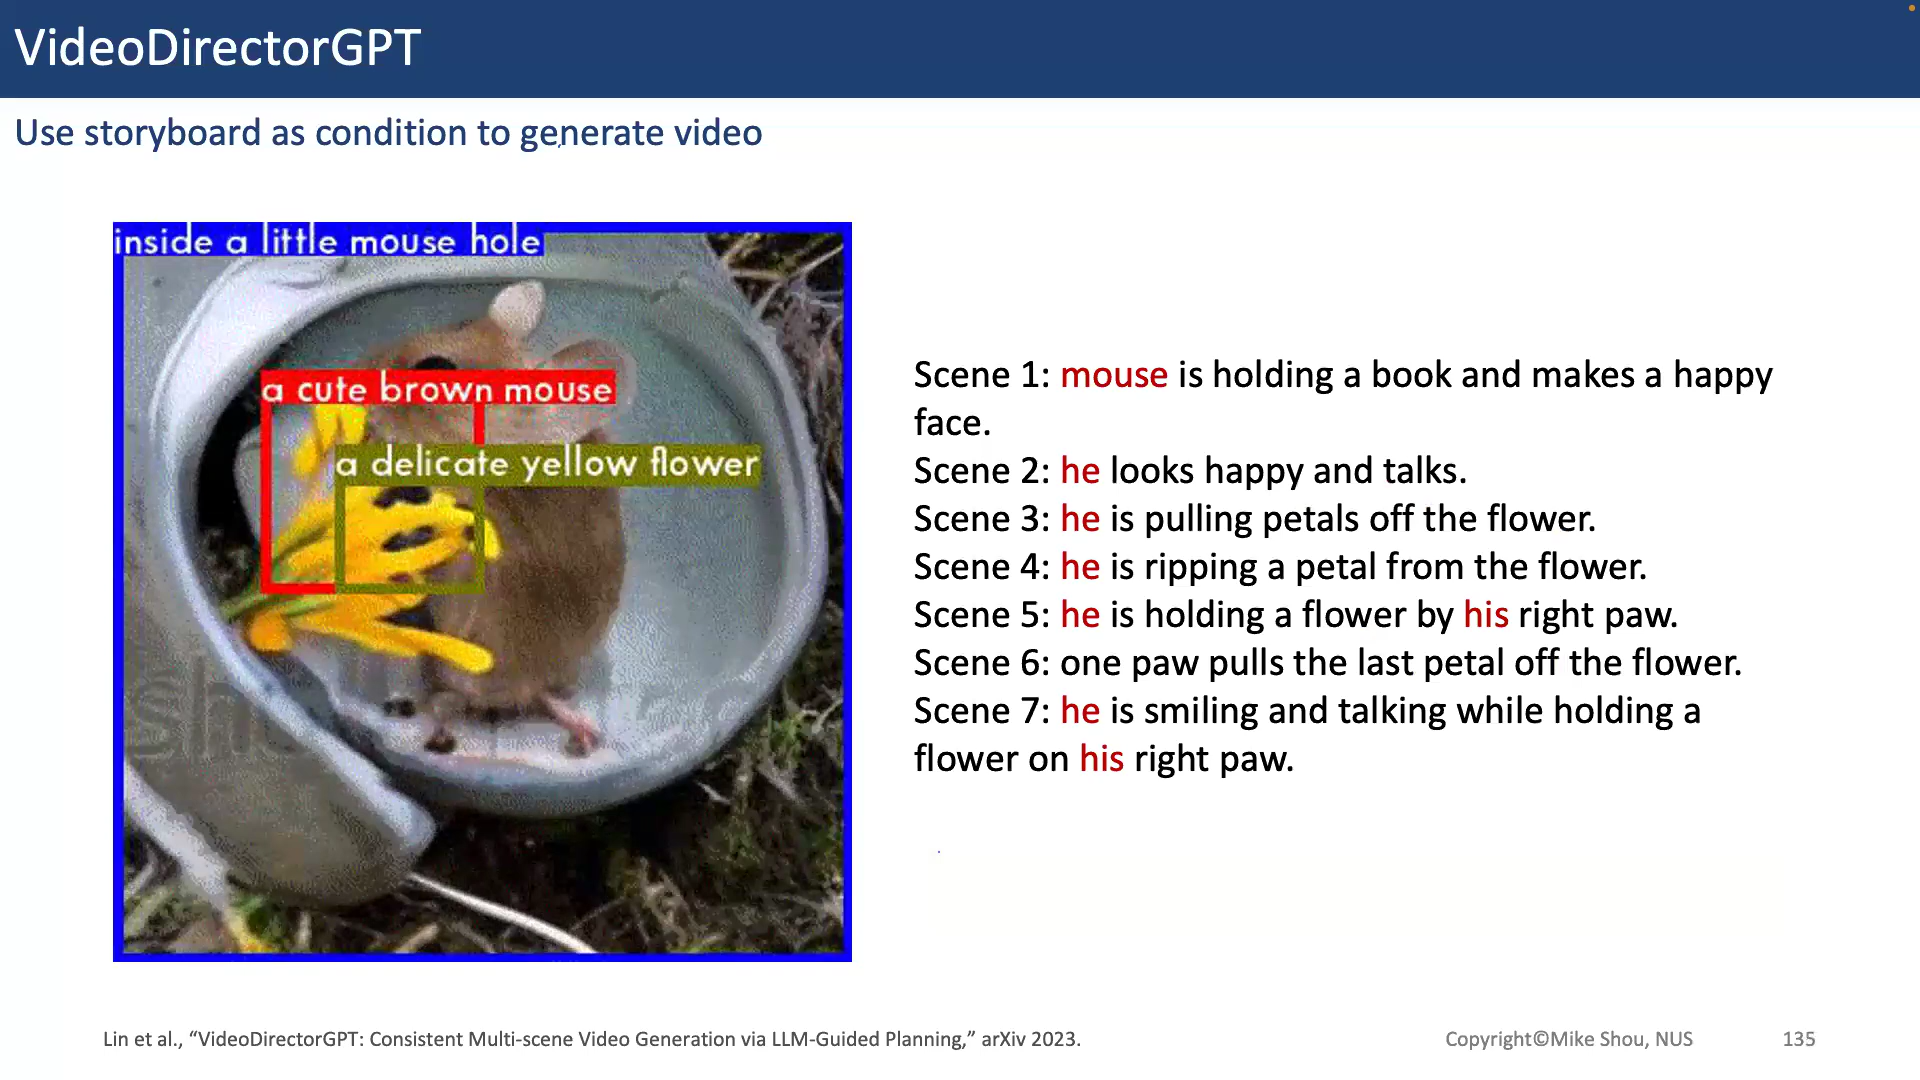 VideoDirectorGPT
Use storyboard as condition to generate video
inside a little mouse hole
a cute brown mouse
a delicate yellow flower
Scene 1: mouse is holding a book and makes a happy
face.
Scene 2: he looks happy and talks.
Scene 3: he is pulling petals off the flower.
Scene 4: he is ripping a petal from the flower.
Scene 5: he is holding a flower by his right paw.
Scene 6: one paw pulls the last petal off the flower.
Scene 7: he is smiling and talking while holding a
flower on his right paw.
Lin et al., “VideoDirectorGPT: Consistent Multi-scene Video Generation via LLM-Guided Planning,” arXiv 2023.
Copyright©Mike Shou, NUS
135